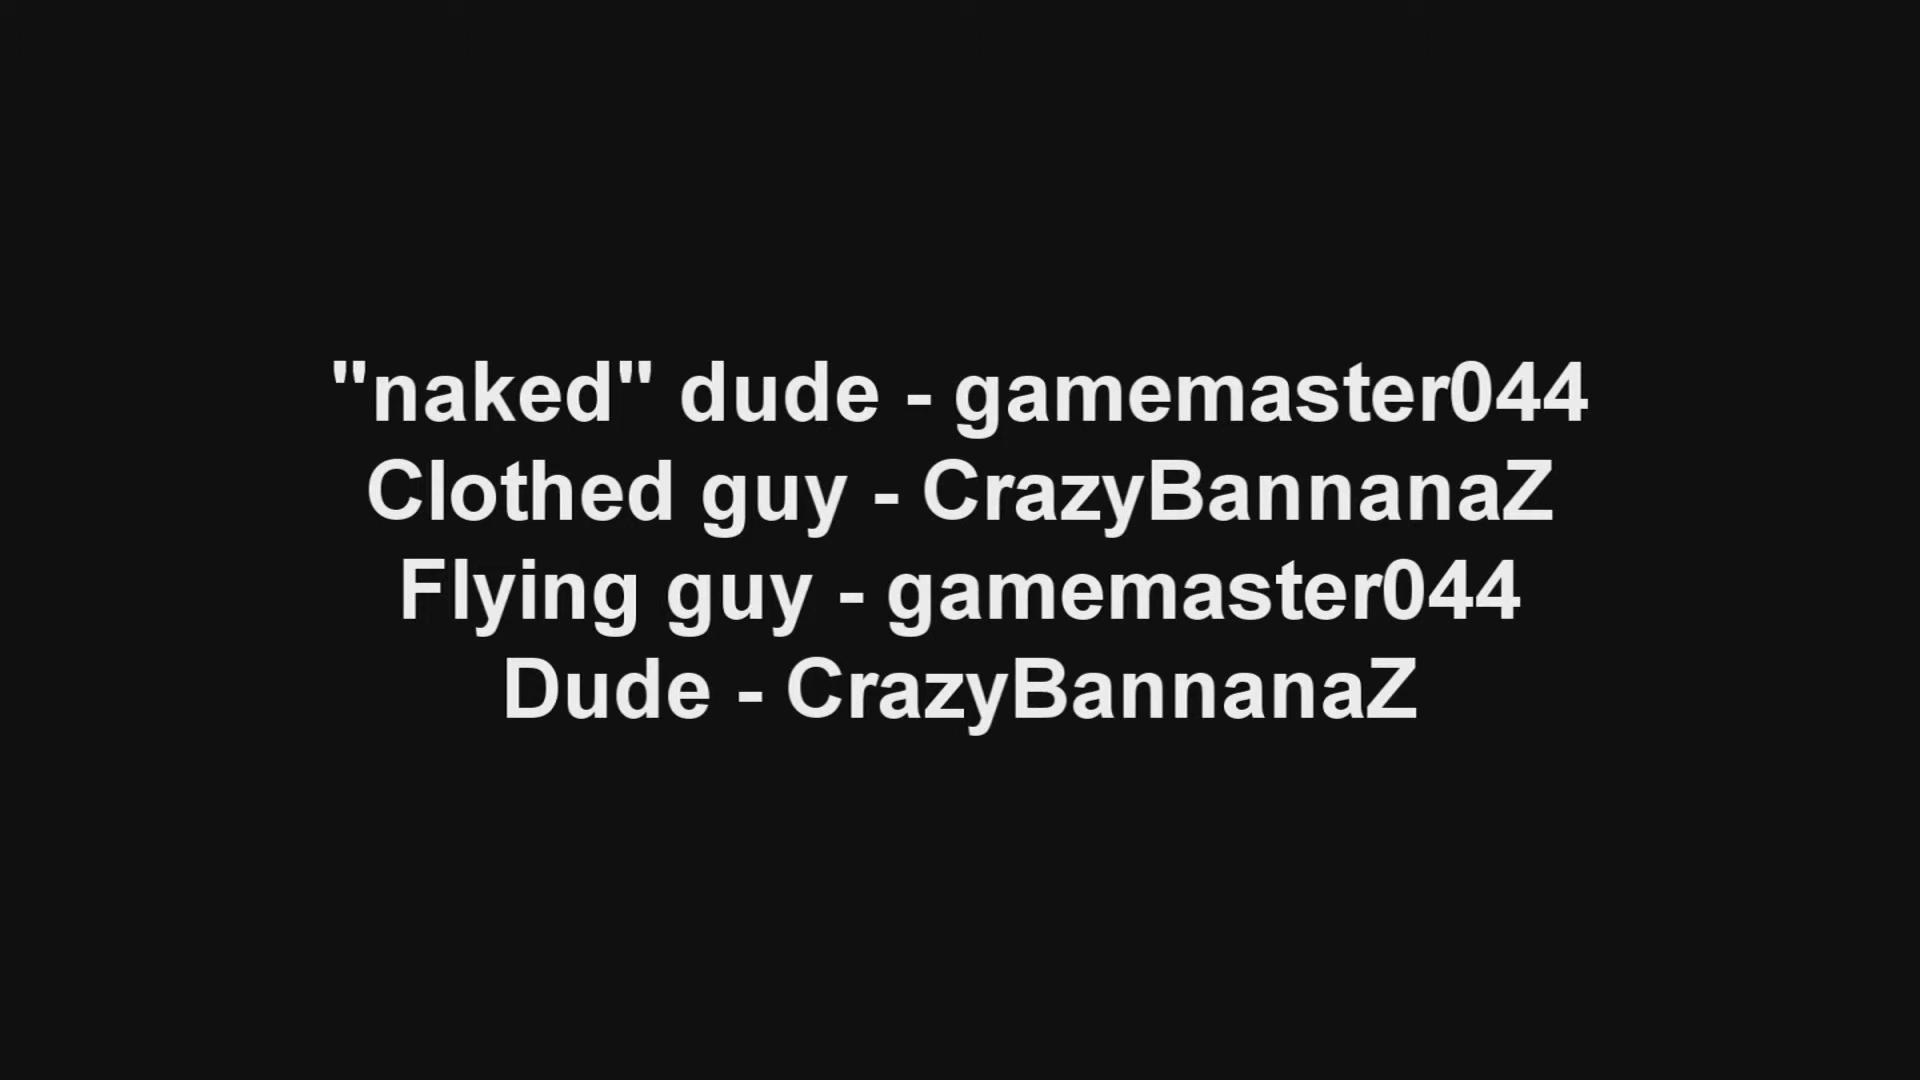 "naked" dude - gamemaster044
Clothed guy - CrazyBannanaZ
Flying guy - gamemaster044
Dude - CrazyBannanaZ